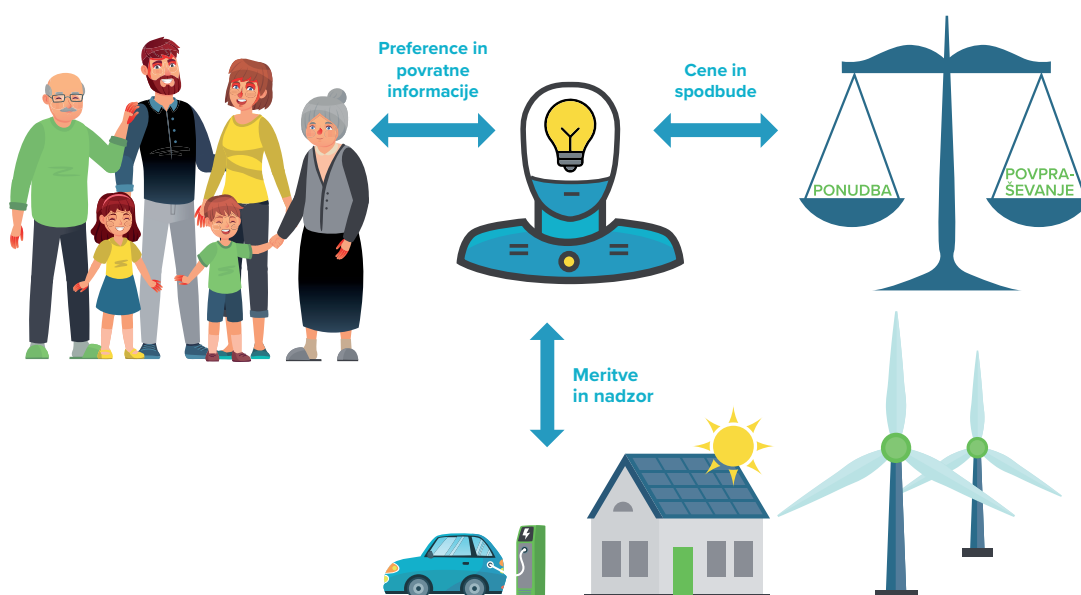 Preference in
povratne
informacije
Cene in
spodbude
PONUDBA
POVPRA-
ŠEVANJE
Meritve
in nadzor